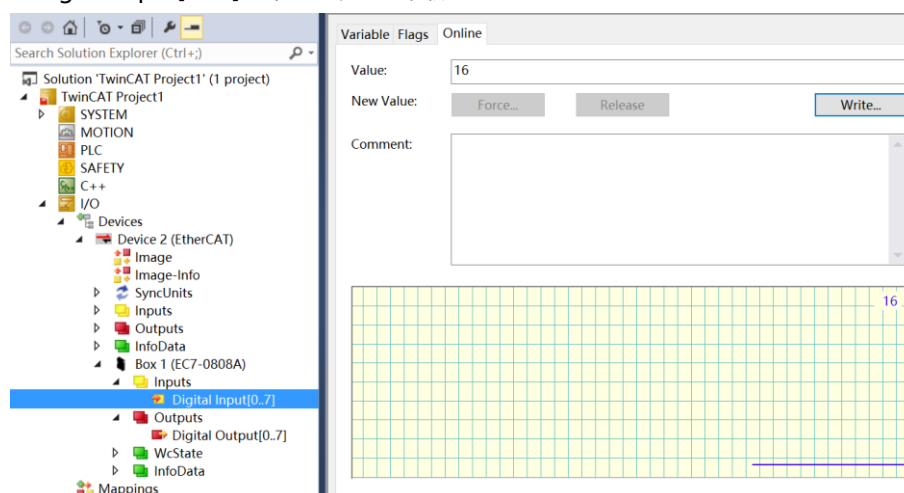 Search Solution Explorer (Ctrl+;)
Solution 'TwinCAT Project1' (1 project)
TwinCAT Project1
SYSTEM
MOTION
PLC
SAFETY
C++
I/O
Devices
Device 2 (EtherCAT)
Image
Image-Info
SyncUnits
Inputs
Outputs
InfoData
Box 1 (EC7-0808A)
Inputs
Digital Input[0..7]
Outputs
Digital Output[0..7]
WcState
InfoData
Mappings
Variable Flags Online
Value: 16
New Value: Force... Release Write...
Comment:
16